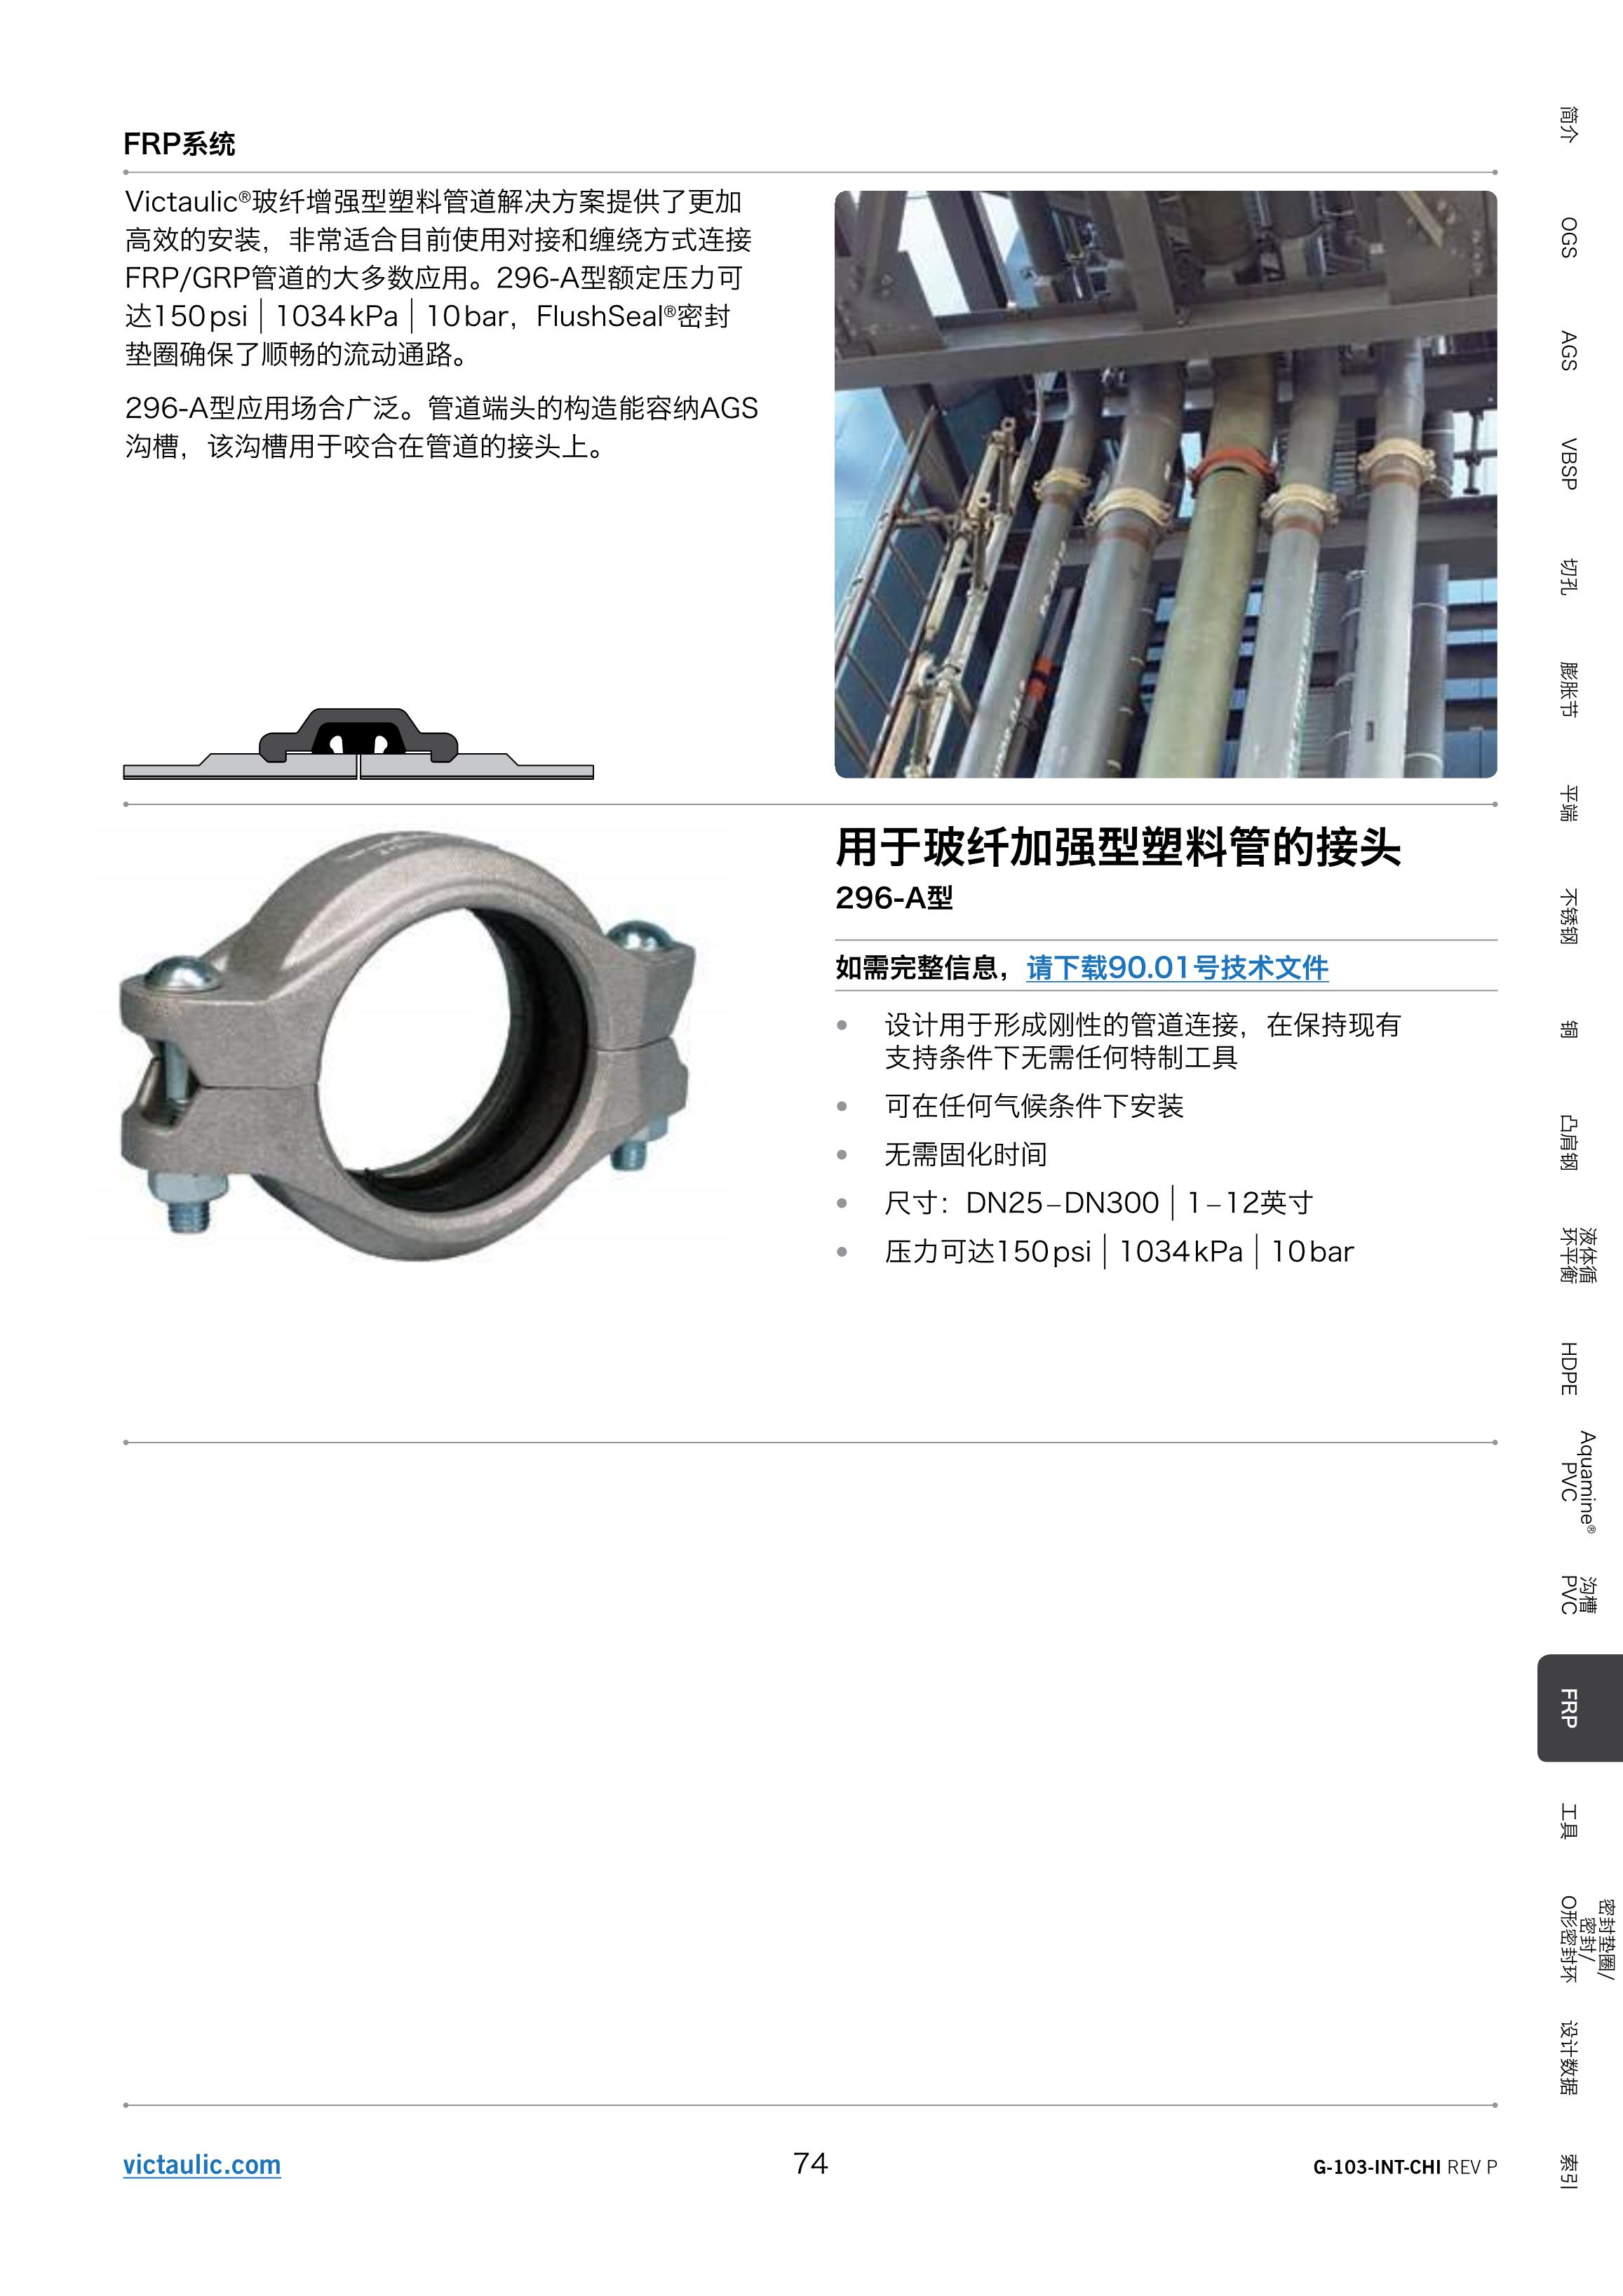 FRP系统
Victaulic®玻纤增强型塑料管道解决方案提供了更加
高效的安装，非常适合目前使用对接和缠绕方式连接
FRP/GRP管道的大多数应用。296-A型额定压力可
达150psi│1034kPa│10bar，FlushSeal®密封
垫圈确保了顺畅的流动通路。
296-A型应用场合广泛。管道端头的构造能容纳AGS
沟槽，该沟槽用于咬合在管道的接头上。
用于玻纤加强型塑料管的接头
296-A型
如需完整信息，请下载90.01号技术文件
● 设计用于形成刚性的管道连接，在保持现有
支持条件下无需任何特制工具
● 可在任何气候条件下安装
● 无需固化时间
● 尺寸：DN25–DN300│1–12英寸
● 压力可达150psi│1034kPa│10bar
victaulic.com
74
G-103-INT-CHI REV P
简介
OGS
AGS
VBSP
切孔
膨胀节
平端
不锈钢
铜
凸肩钢
液体循
环平衡
HDPE
Aquamine®
PVC
沟槽
PVC
FRP
工具
密封垫圈/
密封/
O形密封环
设计数据
索引